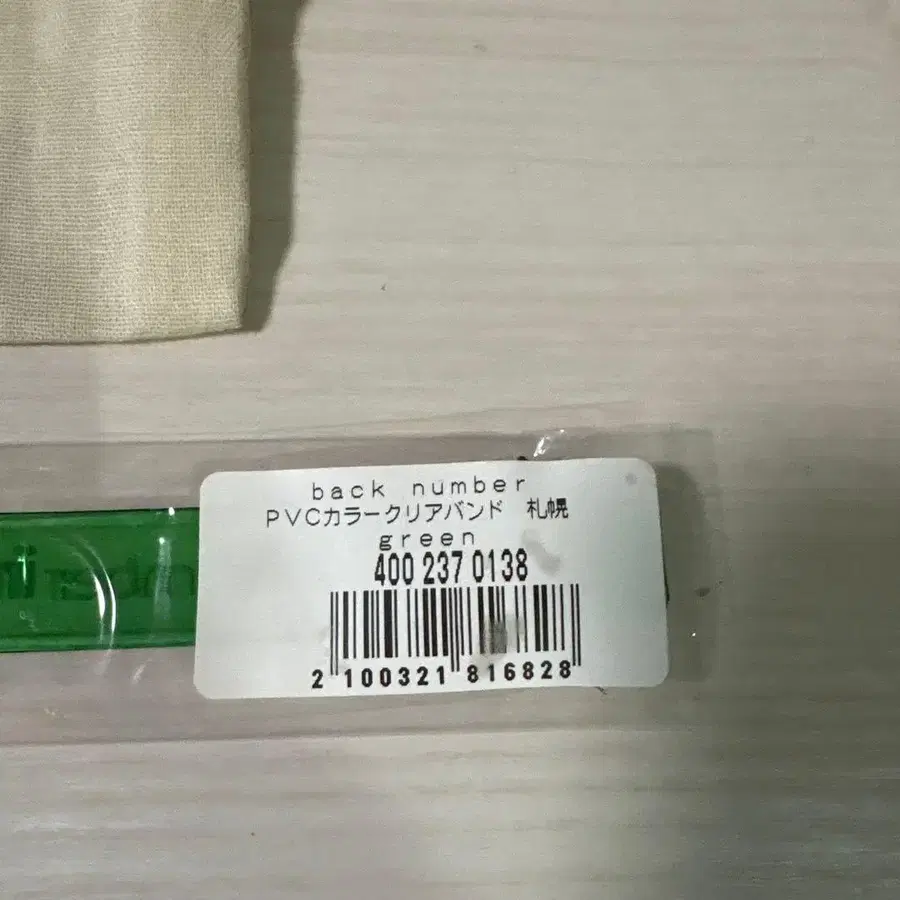 back number
PVCカラークリアバンド 札幌
green
400 237 0138
2 100321 816828